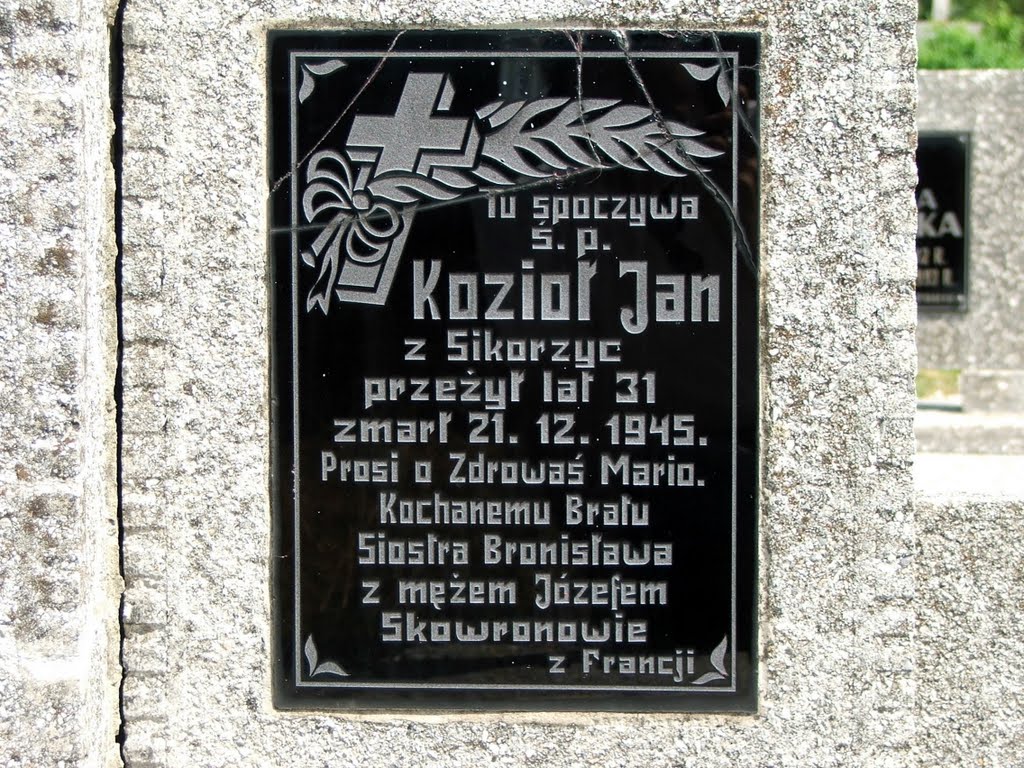 Tu spoczywa
ś. p.
Kozioł Jan
z Sikorzyc
przeżył lat 31
zmarł 21. 12. 1945.
Prosi o Zdrowaś Mario.
Kochanemu Bratu
Siostra Bronisława
z mężem Józefem
Skowronowie
z Francji